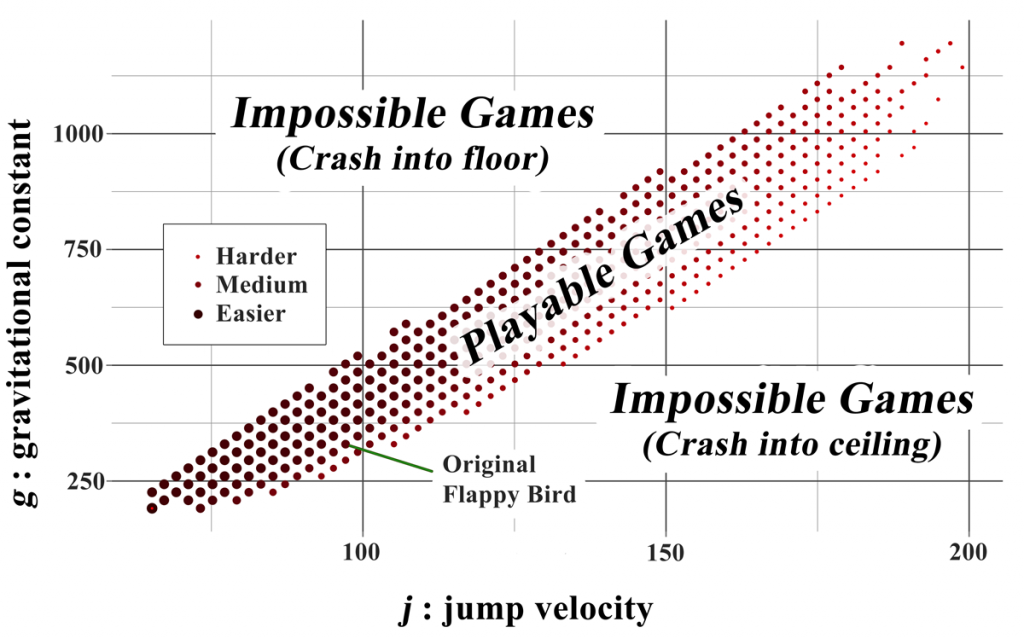 Impossible Games
(Crash into floor)
1000
750
500
250
g : gravitational constant
Harder
Medium
Easier
Playable Games
Impossible Games
(Crash into ceiling)
Original
Flappy Bird
100
150
200
j : jump velocity